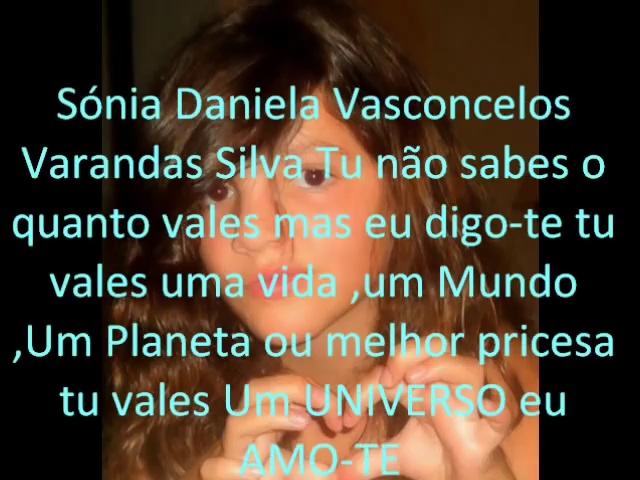 Sónia Daniela Vasconcelos
Varandas Silva Tu não sabes o
quanto vales mas eu digo-te tu
vales uma vida ,um Mundo
,Um Planeta ou melhor pricesa
tu vales Um UNIVERSO eu
AMO-TE